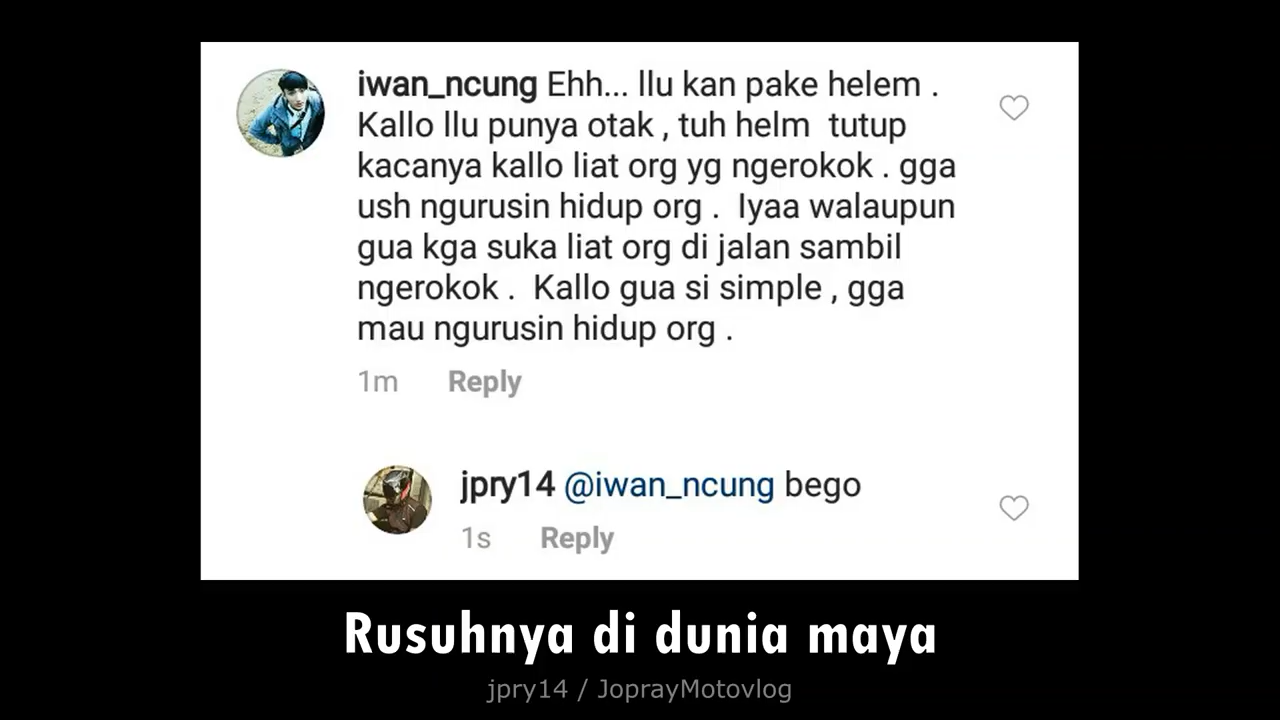 iwan_ncung Ehh... llu kan pake helem .
Kallo llu punya otak , tuh helm  tutup
kacanya kallo liat org yg ngerokok . gga
ush ngurusin hidup org .  Iyaa walaupun
gua kga suka liat org di jalan sambil
ngerokok .  Kallo gua si simple , gga
mau ngurusin hidup org .
1m Reply
jpry14 @iwan_ncung bego
1s Reply
Rusuhnya di dunia maya
jpry14 / JoprayMotovlog